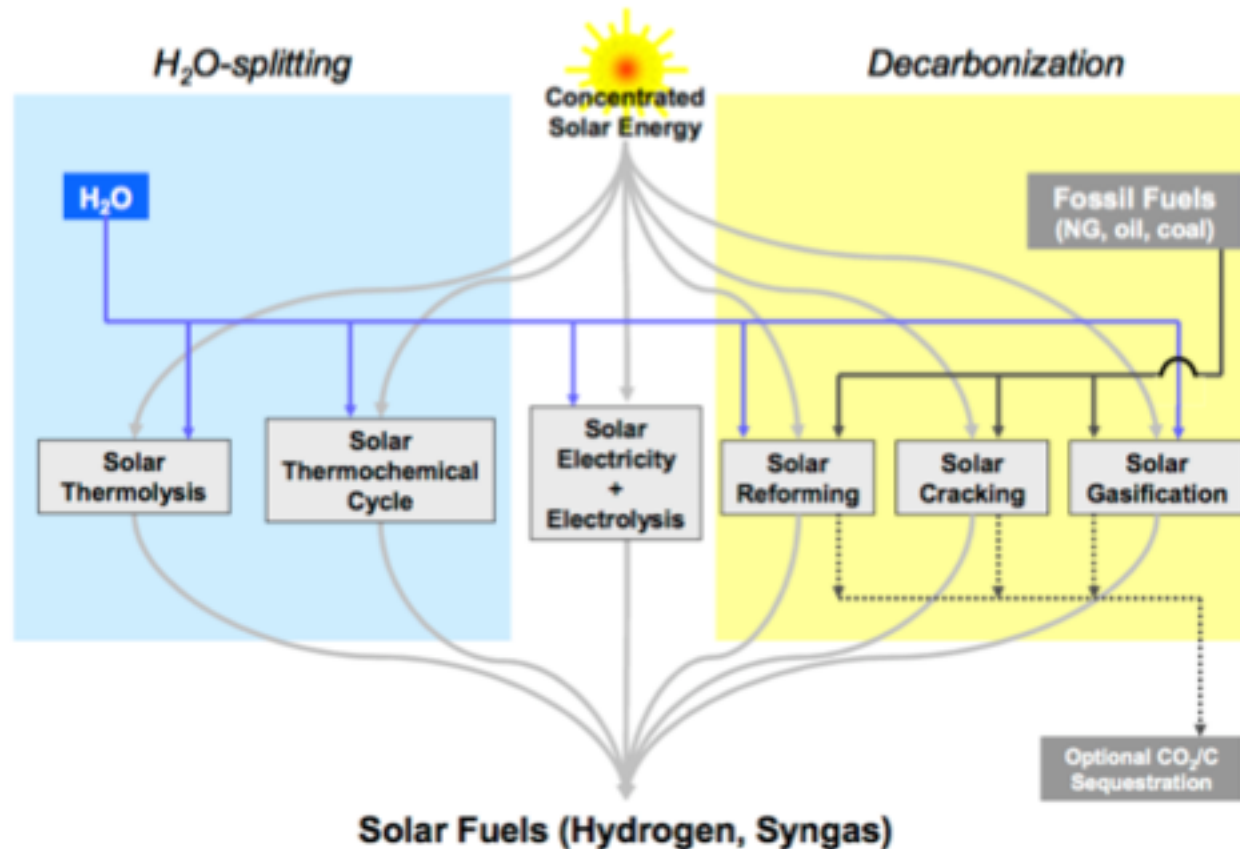 H₂O-splitting
Concentrated
Solar Energy
Decarbonization
H₂O
Fossil Fuels
(NG, oil, coal)
Solar
Thermolysis
Solar
Thermochemical
Cycle
Solar
Electricity
+
Electrolysis
Solar
Reforming
Solar
Cracking
Solar
Gasification
Optional CO₂/C
Sequestration
Solar Fuels (Hydrogen, Syngas)